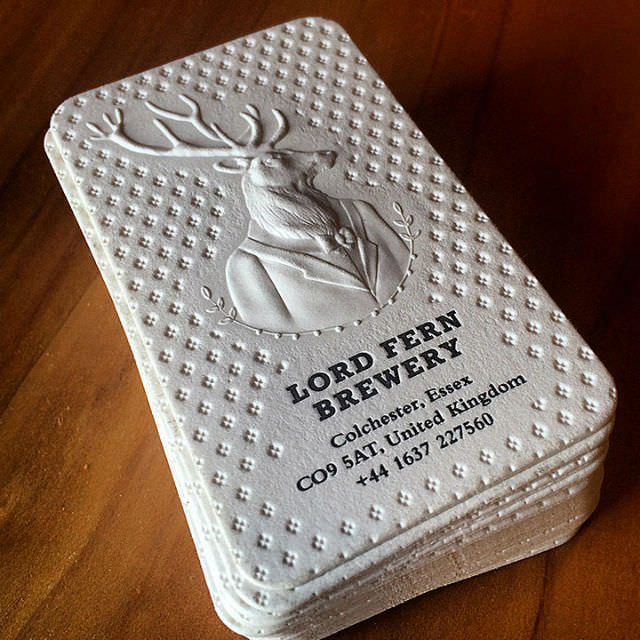 LORD FERN
BREWERY
Colchester, Essex
CO9 5AT, United Kingdom
+44 1637 227560